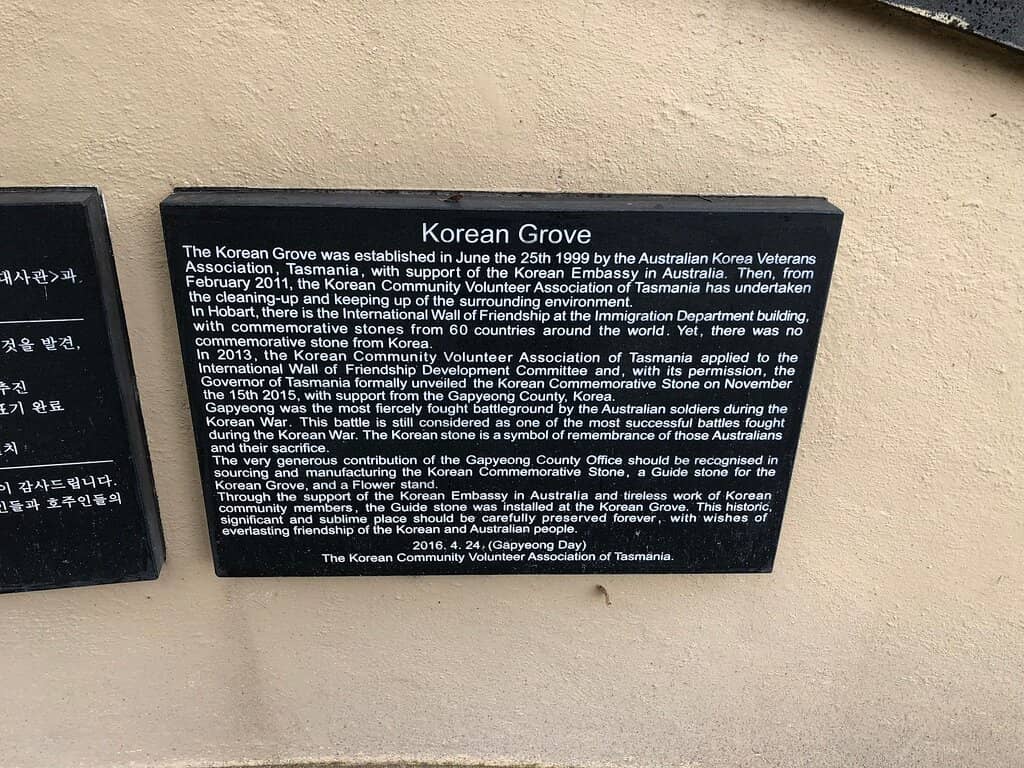 대사관>과
것을 발견,
추진
표기 완료
치
이 감사드립니다.
인들과 호주인들의
Korean Grove
The Korean Grove was established in June the 25th 1999 by the Australian Korea Veterans
Association, Tasmania, with support of the Korean Embassy in Australia. Then, from
February 2011, the Korean Community Volunteer Association of Tasmania has undertaken
the cleaning-up and keeping up of the surrounding environment.
In Hobart, there is the International Wall of Friendship at the Immigration Department building,
with commemorative stones from 60 countries around the world. Yet, there was no
commemorative stone from Korea.
In 2013, the Korean Community Volunteer Association of Tasmania applied to the
International Wall of Friendship Development Committee and, with its permission, the
Governor of Tasmania formally unveiled the Korean Commemorative Stone on November
the 15th 2015, with support from the Gapyeong County, Korea.
Gapyeong was the most fiercely fought battleground by the Australian soldiers during the
Korean War. This battle is still considered as one of the most successful battles fought
during the Korean War. The Korean stone is a symbol of remembrance of those Australians
and their sacrifice.
The very generous contribution of the Gapyeong County Office should be recognised in
sourcing and manufacturing the Korean Commemorative Stone, a Guide stone for the
Korean Grove, and a Flower stand.
Through the support of the Korean Embassy in Australia and tireless work of Korean
community members, the Guide stone was installed at the Korean Grove. This historic,
significant and sublime place should be carefully preserved forever, with wishes of
everlasting friendship of the Korean and Australian people.
2016. 4. 24, (Gapyeong Day)
The Korean Community Volunteer Association of Tasmania.